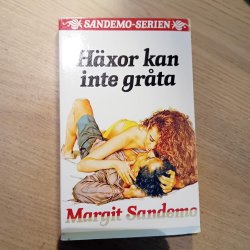 SANDEMO-SERIEN
Häxor kan
inte gråta
Margit Sandemo